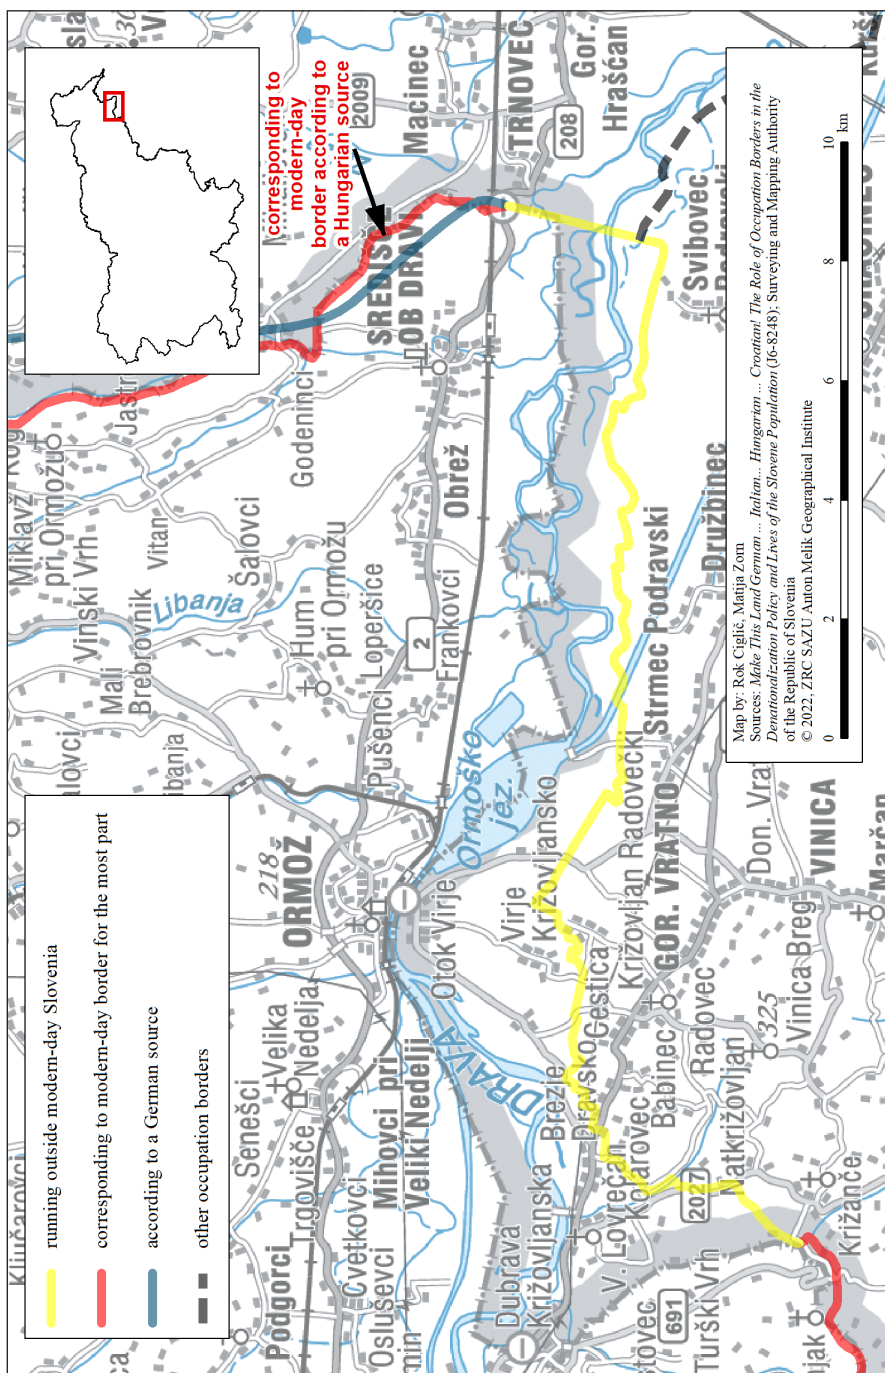 running outside modern-day Slovenia
corresponding to modern-day border for the most part
according to a German source
other occupation borders
corresponding to
modern-day
border according to
a Hungarian source
Map by: Rok Ciglič, Matija Zorn
Sources: Make This Land German ... Italian... Hungarian ... Croatian! The Role of Occupation Borders in the
Denationalization Policy and Lives of the Slovene Population (J6-8248); Surveying and Mapping Authority
of the Republic of Slovenia
© 2022, ZRC SAZU Anton Melik Geographical Institute
0
2
4
6
8
10
km
Ključarovci
Senešci
Podgorci
Trgovišče
Velika
Nedelja
Cvetkovci
Osluševci
Mihovci pri
Veliki Nedelji
ORMOŽ
218
Miklavž
pri Ormožu
Vinski Vrh
Vitan
Mali
Brebrovnik
Libanja
Šalovci
Hum
pri Ormožu
Loperšice
Pušenci
2
Frankovci
Godeninci
Obrež
SREDIŠČE
OB DRAVI
2009
Macinec
TRNOVEC
208
Gor.
Hrašćan
Svibovec
Podravski
Ormoško
jez.
Otok Virje
DRAVA
Virje
Križovljansko
Brezje
Dravsko
Cestica
Križovljan Radovečki
Strmec Podravski
Družbinec
GOR. VRATNO
Radovec
Babinec
325
Vinica Breg
VINICA
Marčan
Don. Vrat
Dubrava
Križovljanska
V. Lovrečan
Kolarovec
2027
Natkrižovljan
Križanče
691
Turški Vrh